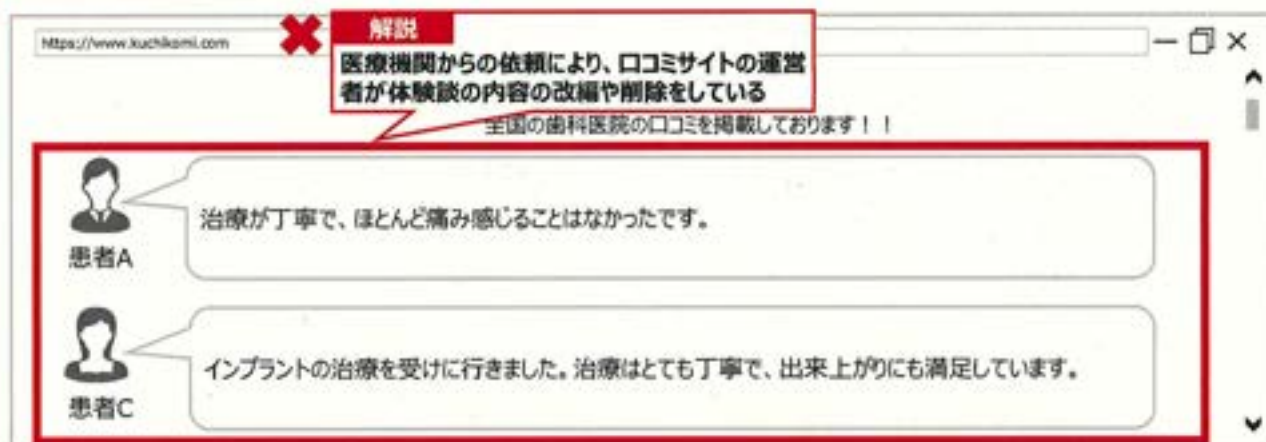 https://www.kuchikomi.com
解説
医療機関からの依頼により、口コミサイトの運営
者が体験談の内容の改編や削除をしている
全国の歯科医院の口コミを掲載しております！！
治療が丁寧で、ほとんど痛み感じることはなかったです。
患者A
インプラントの治療を受けに行きました。治療はとても丁寧で、出来上がりにも満足しています。
患者C